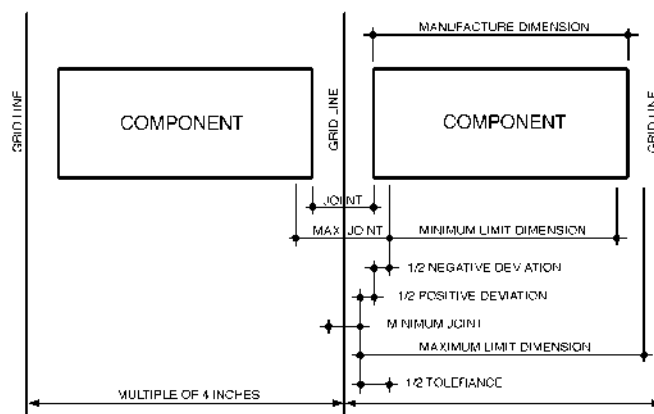 MANUFACTURE DIMENSION
GRID LINE
COMPONENT
GRID LINE
COMPONENT
GRID LINE
JOINT
MAX JOINT
MINIMUM LIMIT DIMENSION
1/2 NEGATIVE DEVIATION
1/2 POSITIVE DEVIATION
MINIMUM JOINT
MAXIMUM LIMIT DIMENSION
MULTIPLE OF 4 INCHES
1/2 TOLEFIANCE